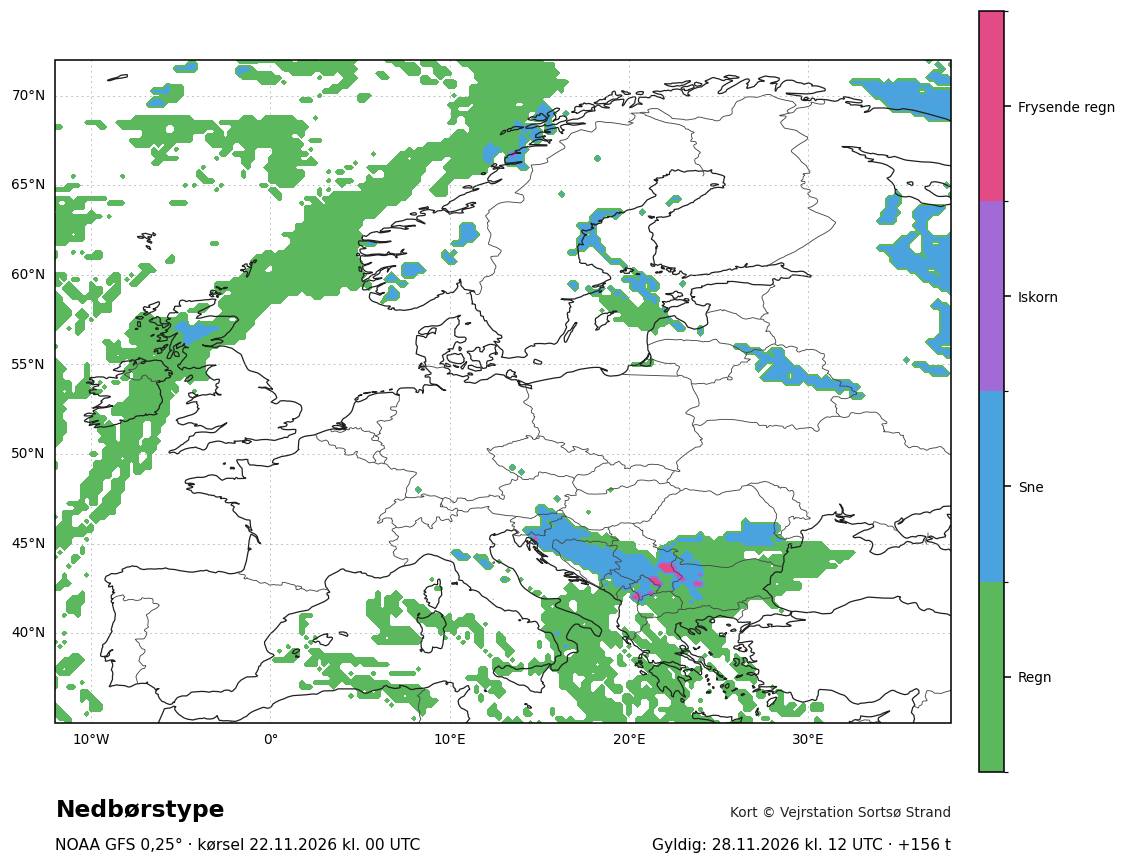 70°N
65°N
60°N
55°N
50°N
45°N
40°N
10°W
0°
10°E
20°E
30°E
Frysende regn
Iskorn
Sne
Regn
Nedbørstype
Kort © Vejrstation Sortsø Strand
NOAA GFS 0,25° · kørsel 22.11.2026 kl. 00 UTC
Gyldig: 28.11.2026 kl. 12 UTC · +156 t